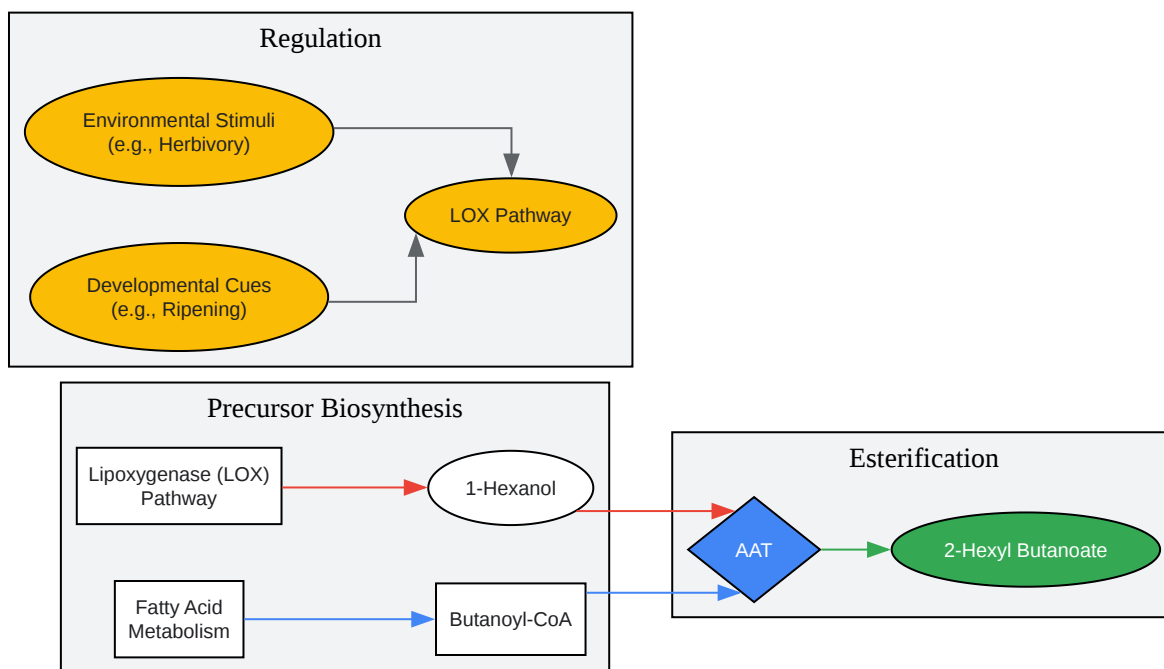 Regulation
Environmental Stimuli
(e.g., Herbivory)
LOX Pathway
Developmental Cues
(e.g., Ripening)
Precursor Biosynthesis
Lipoxygenase (LOX)
Pathway
1-Hexanol
Fatty Acid
Metabolism
Butanoyl-CoA
Esterification
AAT
2-Hexyl Butanoate